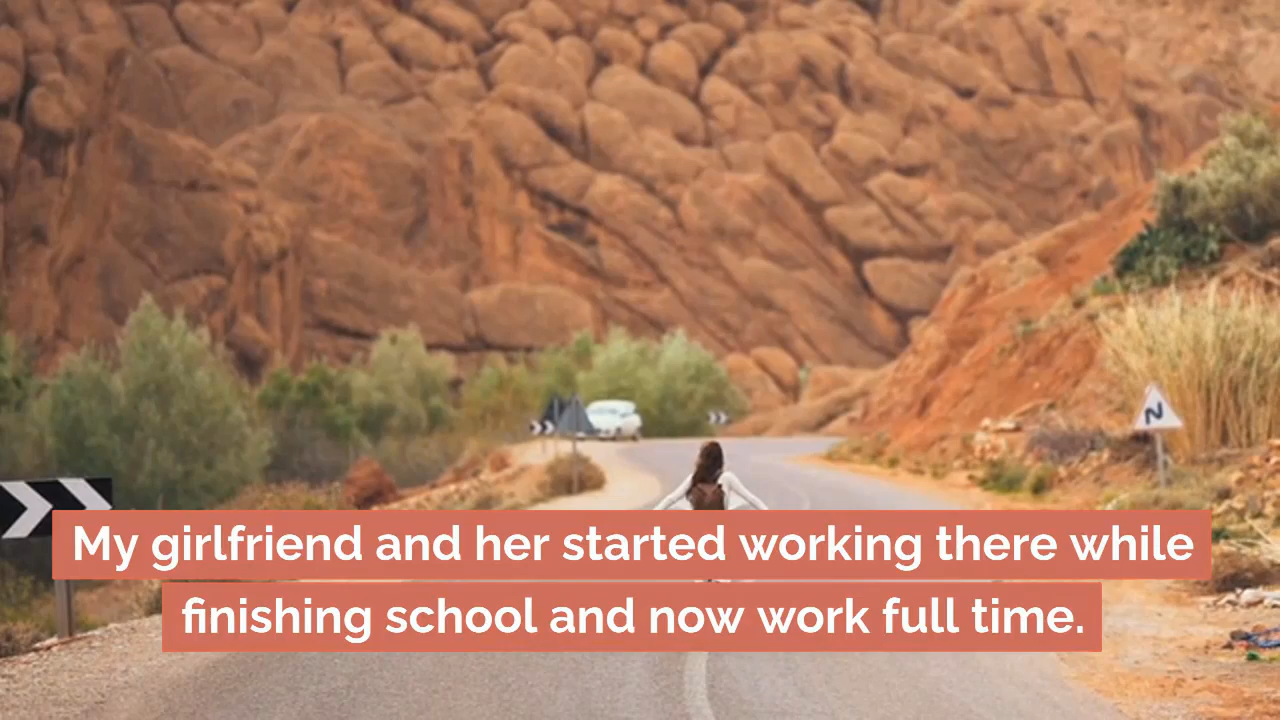 My girlfriend and her started working there while
finishing school and now work full time.